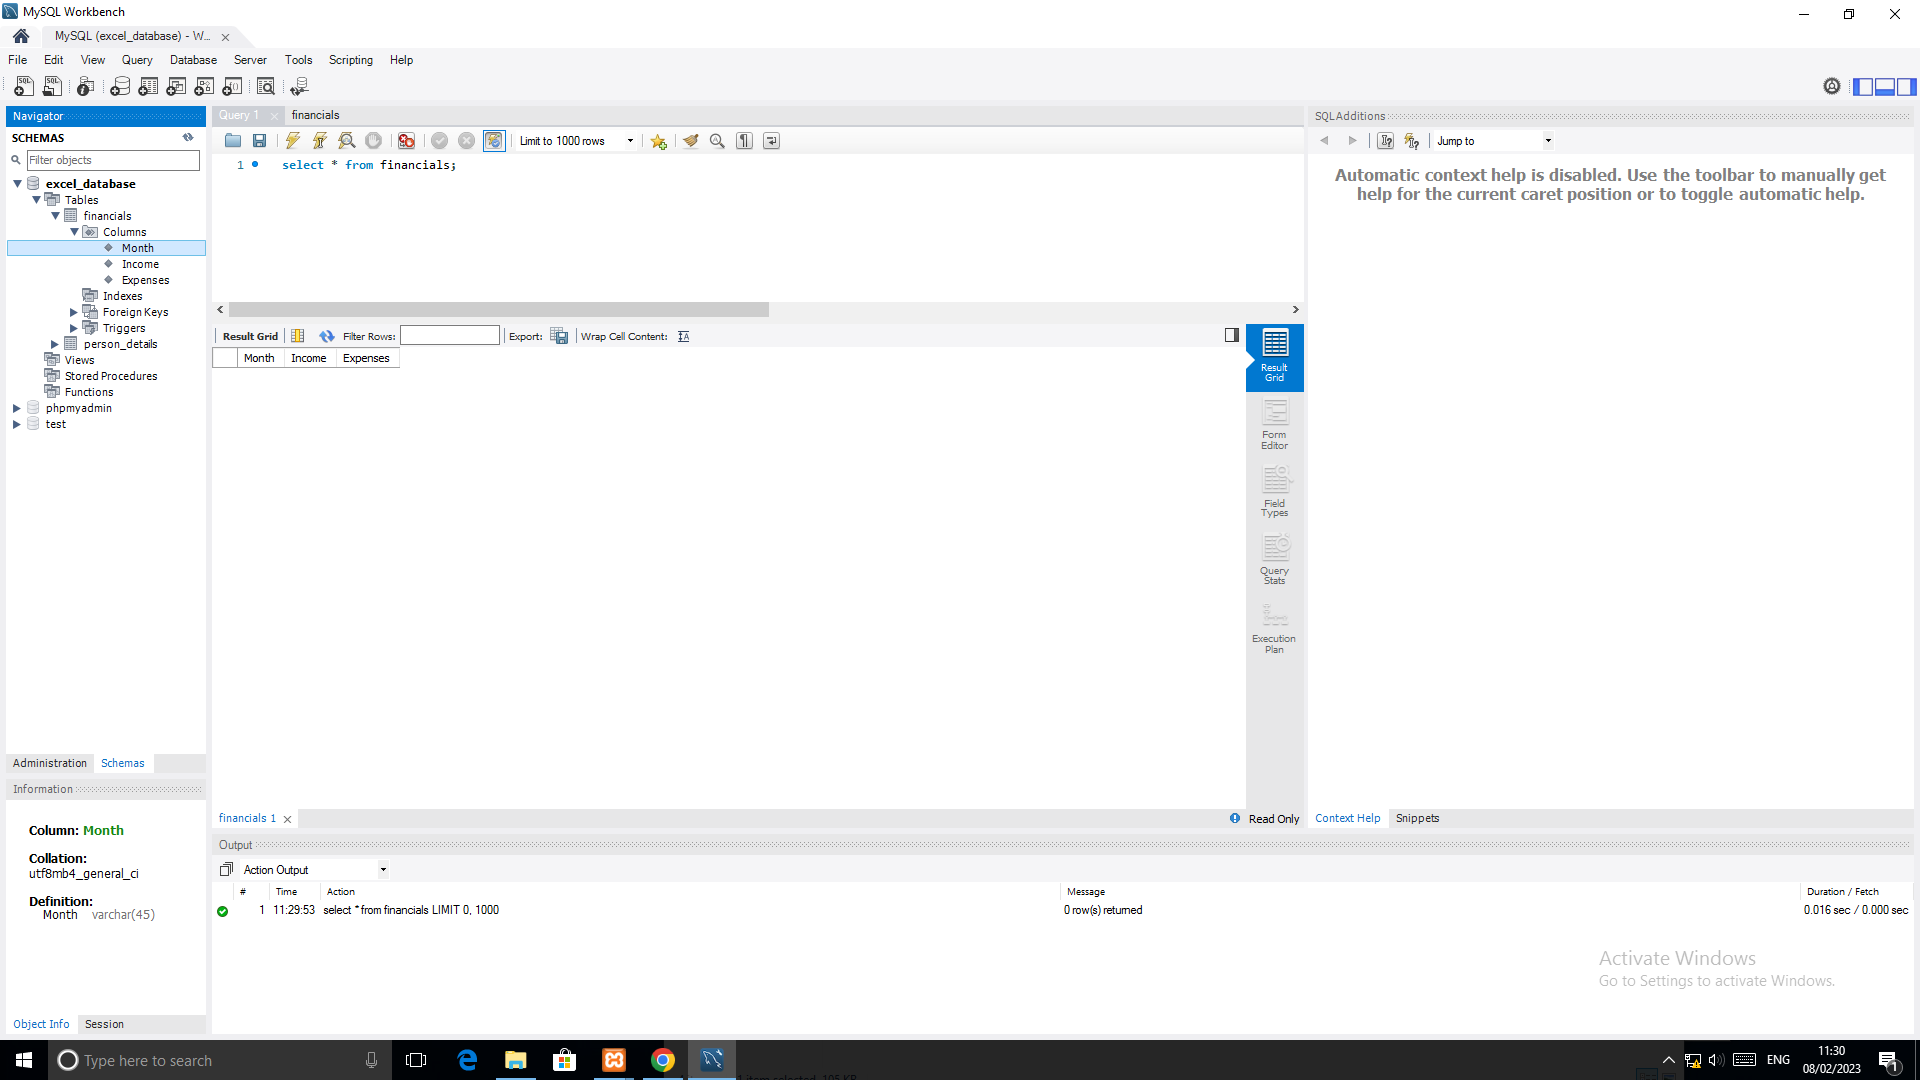 MySQL Workbench
MySQL (excel_database) - W...
File Edit View Query Database Server Tools Scripting Help
Navigator
SCHEMAS
Filter objects
excel_database
Tables
financials
Columns
Month
Income
Expenses
Indexes
Foreign Keys
Triggers
person_details
Views
Stored Procedures
Functions
phpmyadmin
test
Administration Schemas
Information
Column: Month
Collation:
utf8mb4_general_ci
Definition:
Month varchar(45)
Object Info Session
Query 1 financials
Limit to 1000 rows
1 select * from financials;
Result Grid Filter Rows: Export: Wrap Cell Content:
Month Income Expenses
Result
Grid
Form
Editor
Field
Types
Query
Stats
Execution
Plan
financials 1
Read Only
SQLAdditions
Jump to
Automatic context help is disabled. Use the toolbar to manually get
help for the current caret position or to toggle automatic help.
Context Help Snippets
Output
Action Output
# Time Action Message Duration / Fetch
1 11:29:53 select * from financials LIMIT 0, 1000 0 row(s) returned 0.016 sec / 0.000 sec
Activate Windows
Go to Settings to activate Windows.
Type here to search
ENG
11:30
08/02/2023
1